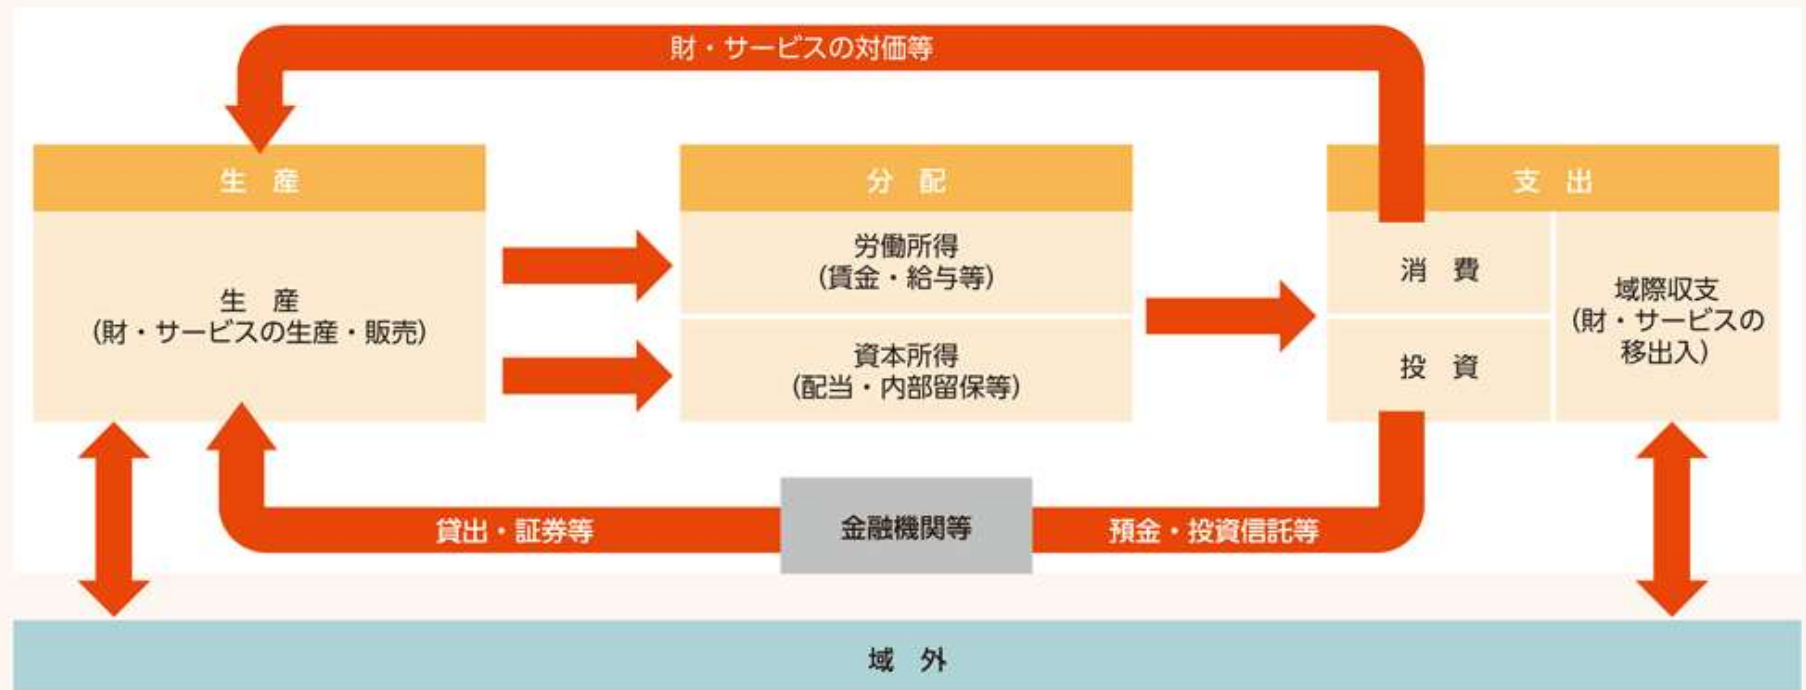 財・サービスの対価等
生　産
生　産
(財・サービスの生産・販売)
分　配
労働所得
(賃金・給与等)
資本所得
(配当・内部留保等)
支　出
消　費
投　資
域際収支
(財・サービスの
移出入)
貸出・証券等
金融機関等
預金・投資信託等
域　外